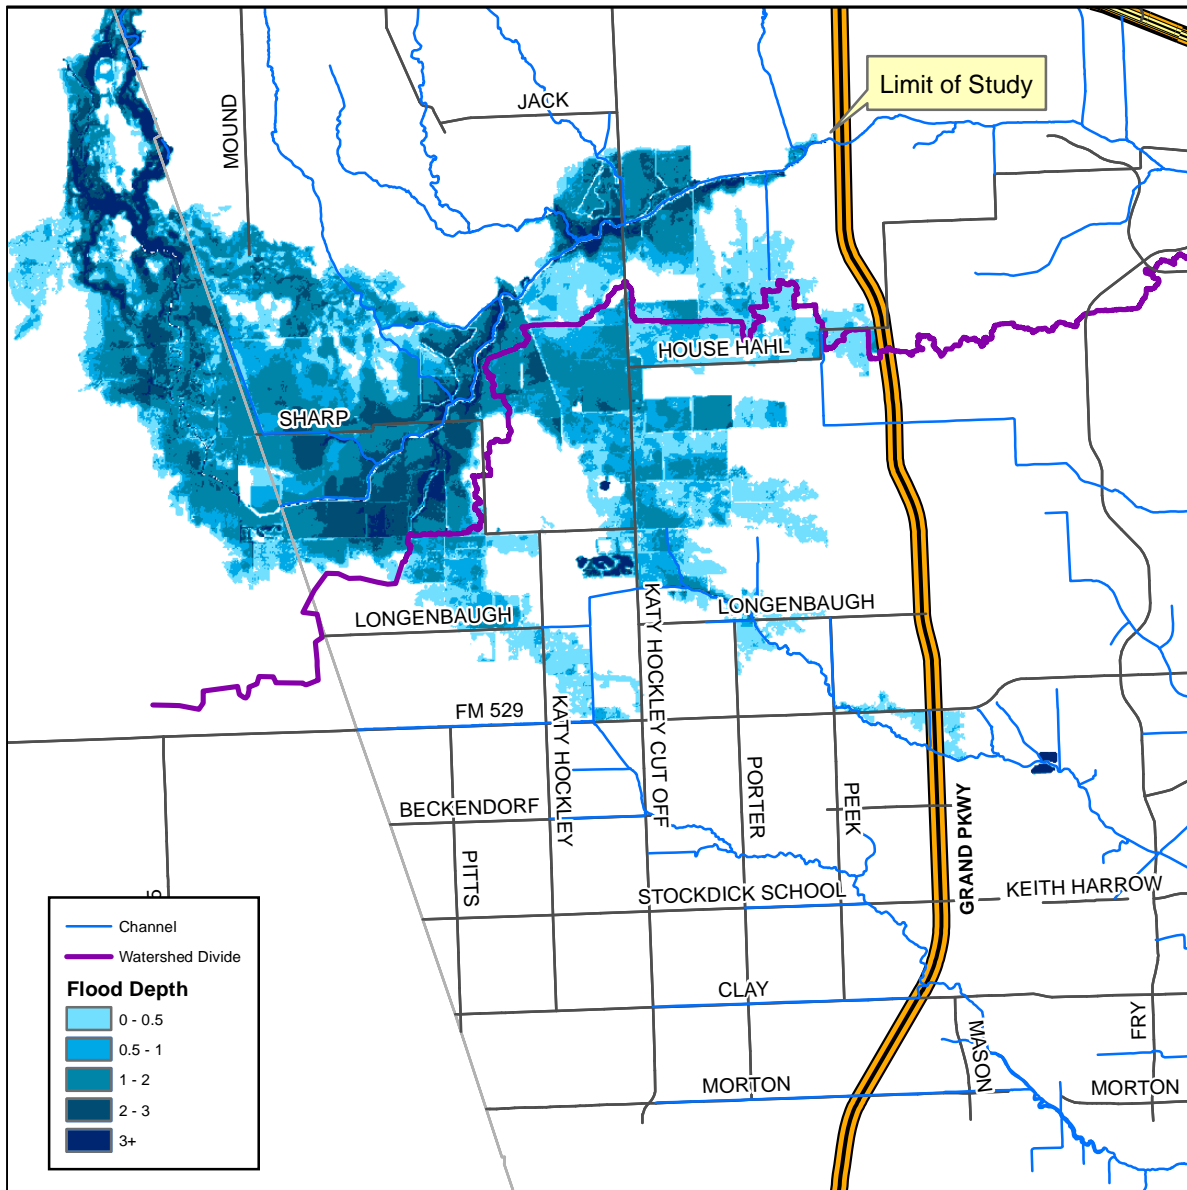 Limit of Study
JACK
MOUND
HOUSE HAHL
SHARP
LONGENBAUGH
LONGENBAUGH
KATY HOCKLEY CUT OFF
FM 529
KATY HOCKLEY
PORTER
PEEK
GRAND PKWY
BECKENDORF
PITTS
STOCKDICK SCHOOL
KEITH HARROW
CLAY
MASON
FRY
MORTON
MORTON
Channel
Watershed Divide
Flood Depth
0 - 0.5
0.5 - 1
1 - 2
2 - 3
3+